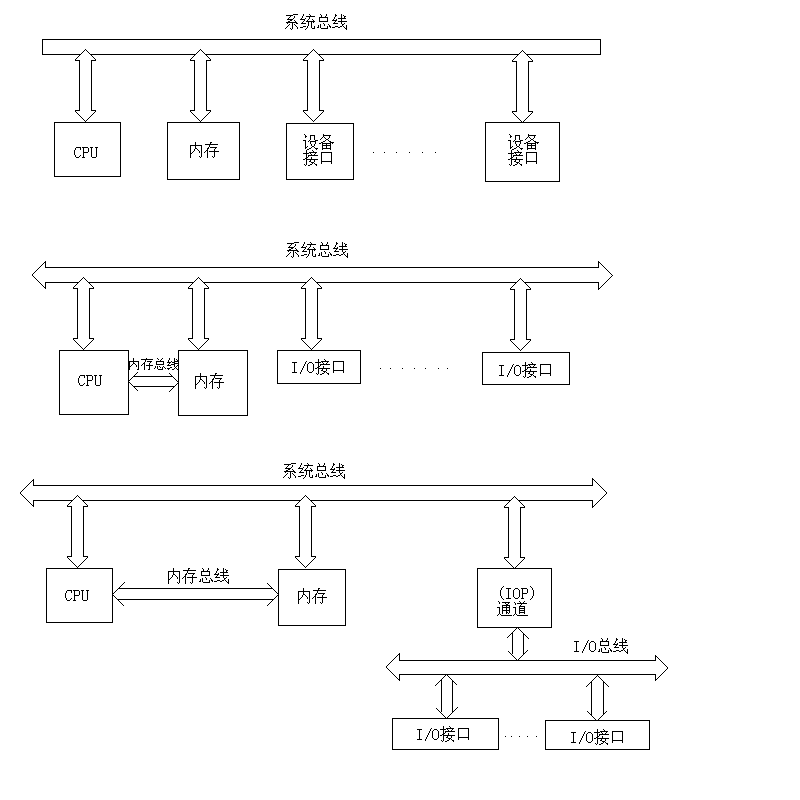 系统总线
CPU
内存
设备
接口
......
设备
接口
系统总线
内存总线
CPU
内存
I/O接口
.......
I/O接口
系统总线
内存总线
CPU
内存
(IOP)
通道
I/O总线
I/O接口
.....
I/O接口